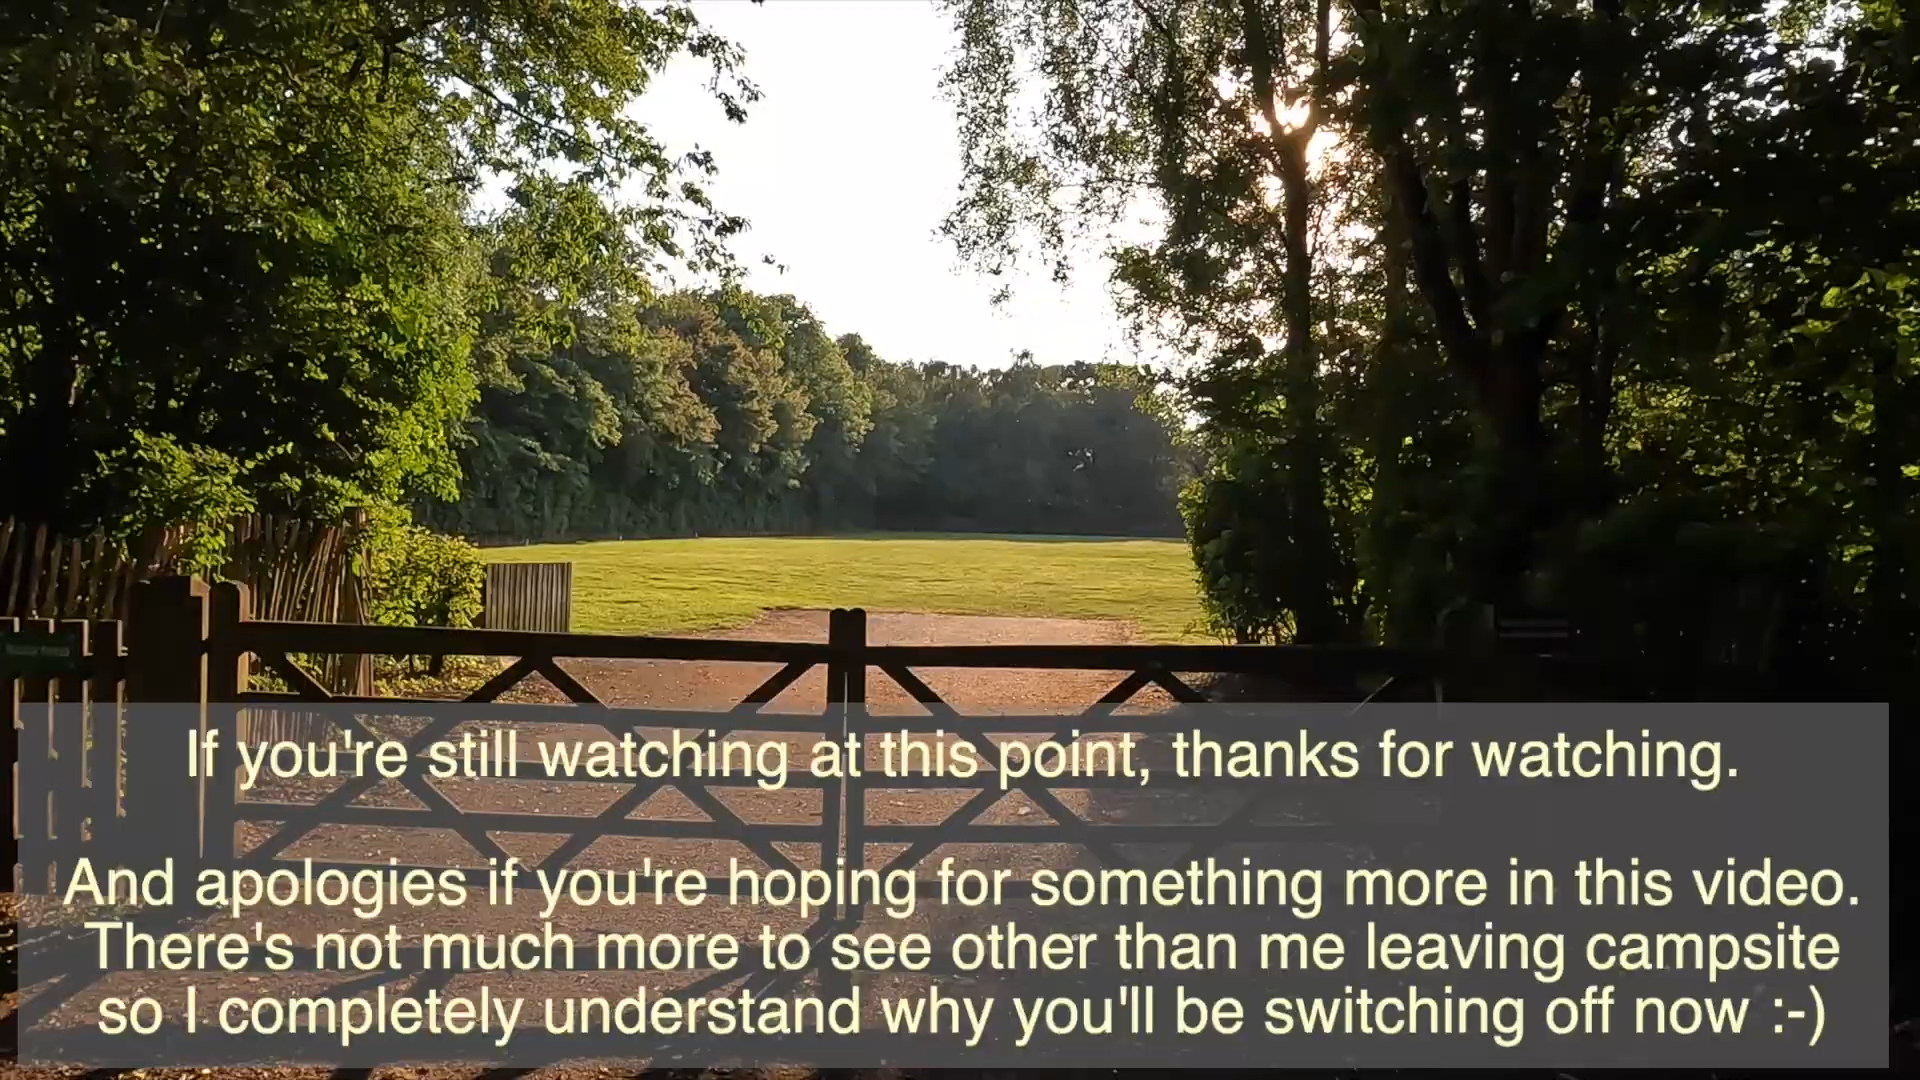 If you're still watching at this point, thanks for watching.
And apologies if you're hoping for something more in this video.
There's not much more to see other than me leaving campsite
so I completely understand why you'll be switching off now :-)